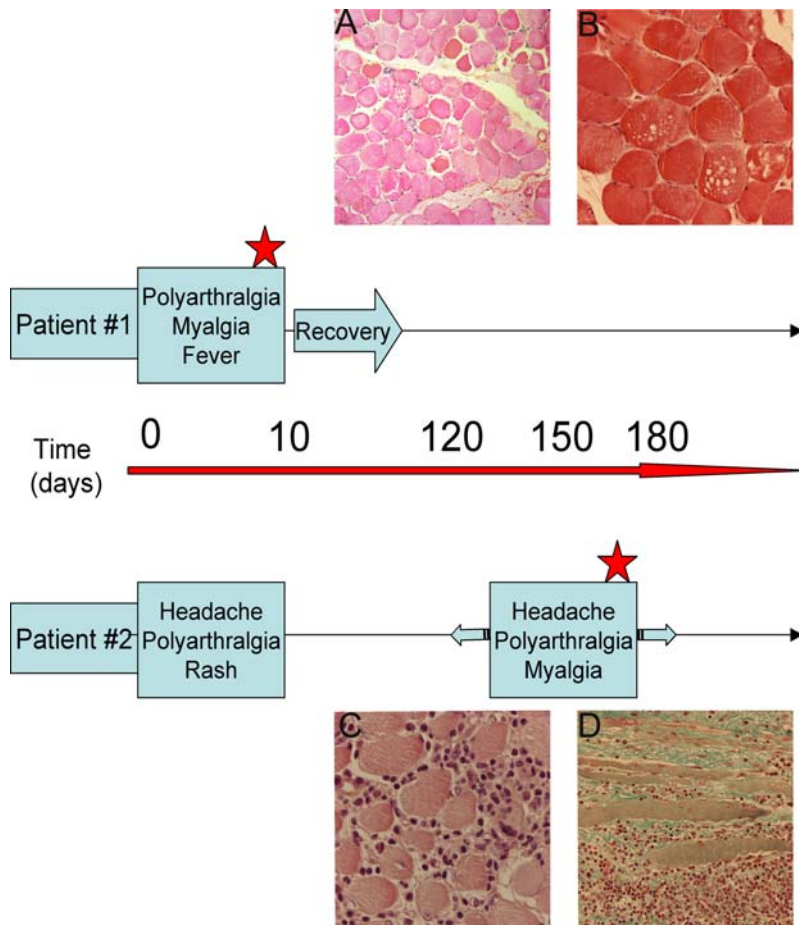 A
B
Patient #1
Polyarthralgia
Myalgia
Fever
Recovery
Time
(days)
0
10
120
150
180
Patient #2
Headache
Polyarthralgia
Rash
Headache
Polyarthralgia
Myalgia
C
D